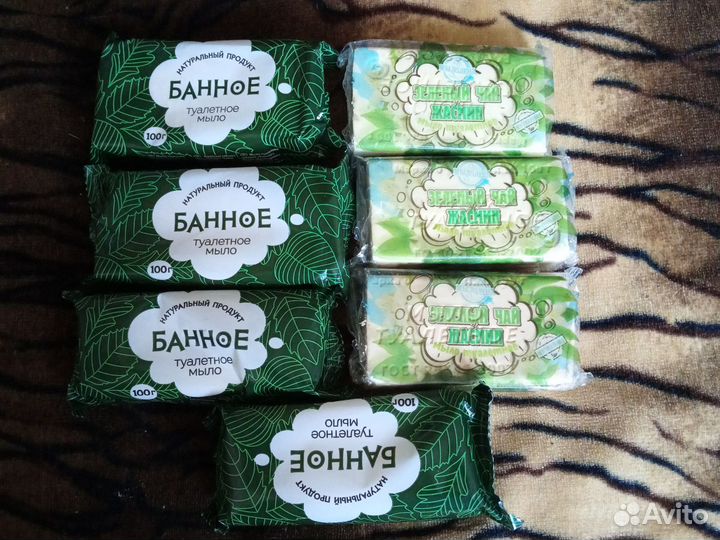 НАТУРАЛЬНЫЙ ПРОДУКТ
БАННОЕ
туалетное
мыло
100г
НАТУРАЛЬНЫЙ ПРОДУКТ
БАННОЕ
туалетное
мыло
100г
НАТУРАЛЬНЫЙ ПРОДУКТ
БАННОЕ
туалетное
мыло
100г
НАТУРАЛЬНЫЙ ПРОДУКТ
БАННОЕ
туалетное
мыло
100г
ЗЕЛЕНЫЙ ЧАЙ
ЖАСМИН
ЗЕЛЕНЫЙ ЧАЙ
ЖАСМИН
ЗЕЛЕНЫЙ ЧАЙ
ЖАСМИН
ГОСТ
Avito